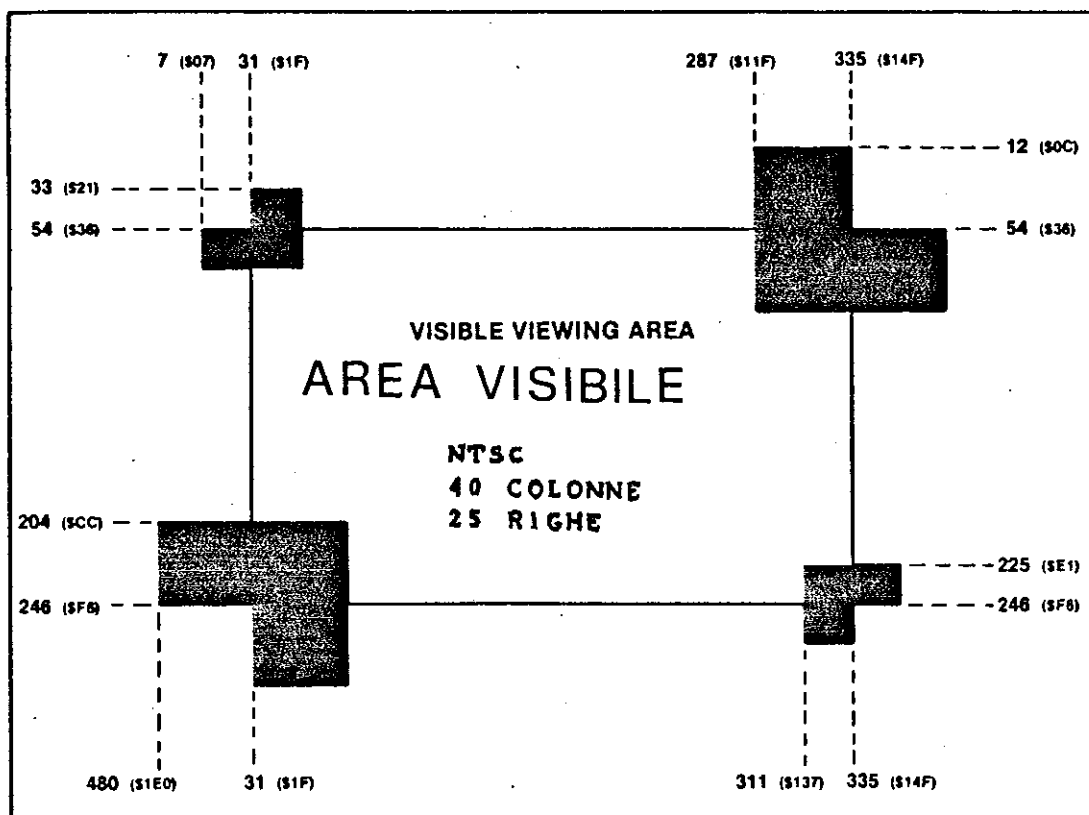 7 ($07) 31 ($1F) 287 ($11F) 335 ($14F)
12 ($0C)
33 ($21)
54 ($36) 54 ($36)
VISIBLE VIEWING AREA
AREA VISIBILE
NTSC
40 COLONNE
25 RIGHE
204 ($CC)
225 ($E1)
246 ($F6) 246 ($F6)
480 ($1E0) 31 ($1F) 311 ($137) 335 ($14F)